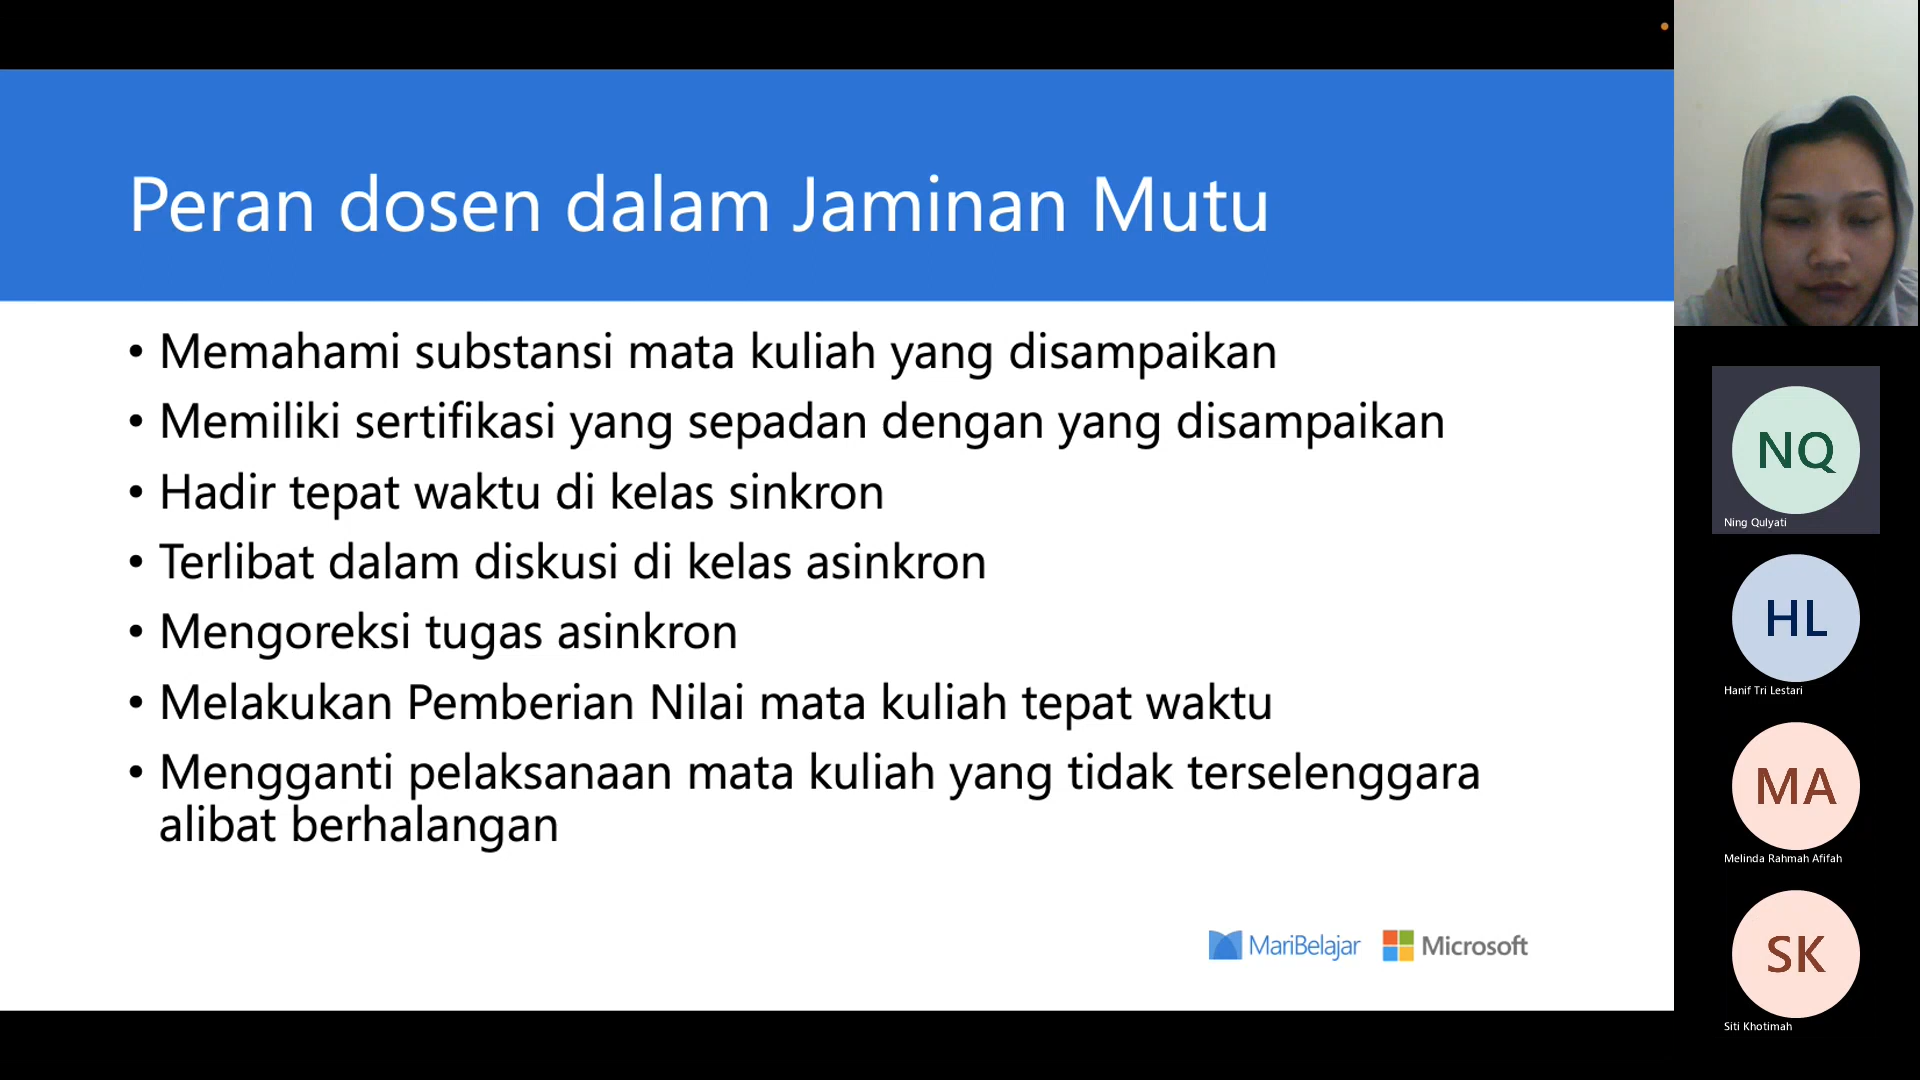 Peran dosen dalam Jaminan Mutu
• Memahami substansi mata kuliah yang disampaikan
• Memiliki sertifikasi yang sepadan dengan yang disampaikan
• Hadir tepat waktu di kelas sinkron
• Terlibat dalam diskusi di kelas asinkron
• Mengoreksi tugas asinkron
• Melakukan Pemberian Nilai mata kuliah tepat waktu
• Mengganti pelaksanaan mata kuliah yang tidak terselenggara
alibat berhalangan
MariBelajar Microsoft
NQ
Ning Qulyati
HL
Hanif Tri Lestari
MA
Melinda Rahmah Afifah
SK
Siti Khotimah